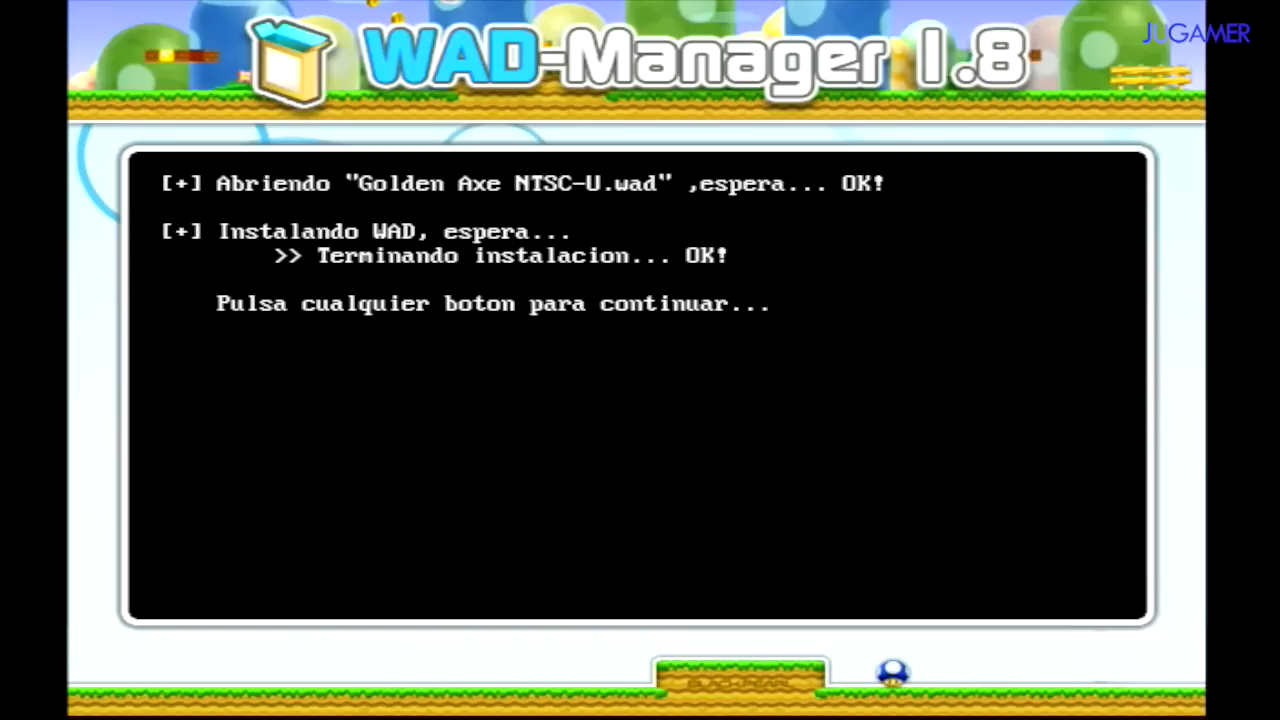 JUGAMER
WAD-Manager 1.8
[+] Abriendo "Golden Axe NTSC-U.wad" ,espera... OK!
[+] Instalando WAD, espera...
>> Terminando instalacion... OK!
Pulsa cualquier boton para continuar...